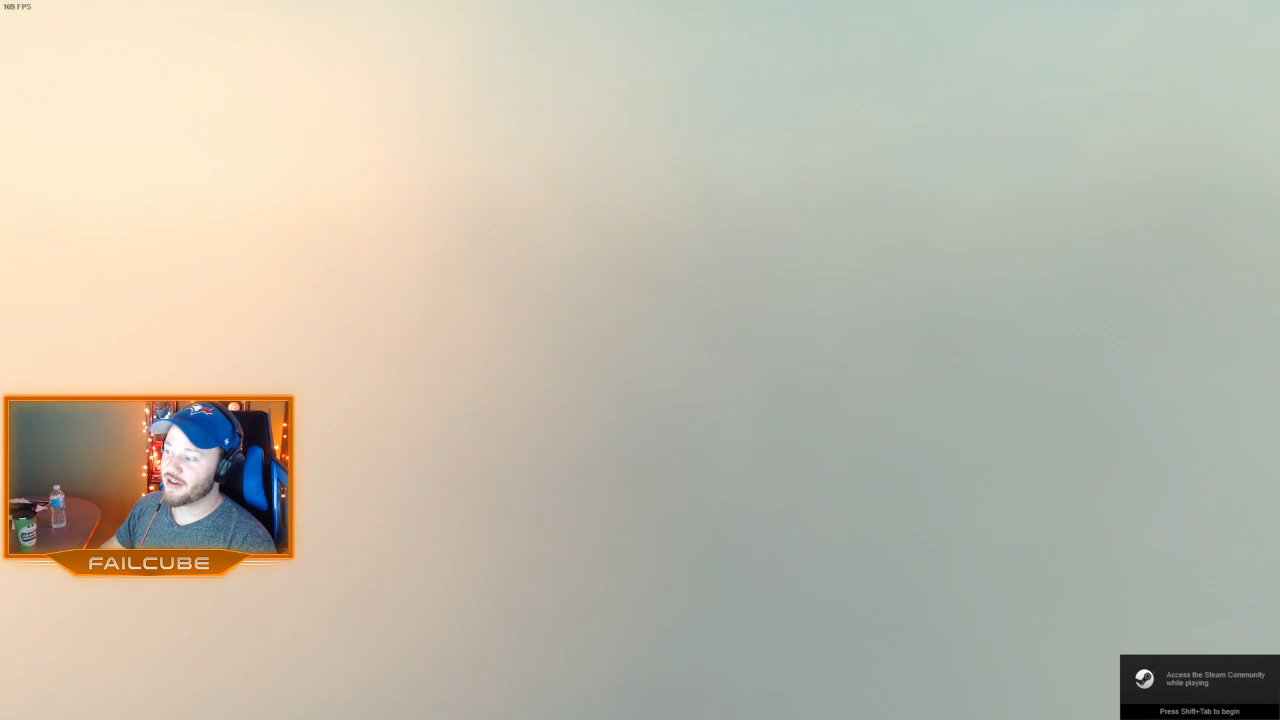 169 FPS
FAILCUBE
Access the Steam Community
while playing.
Press Shift+Tab to begin